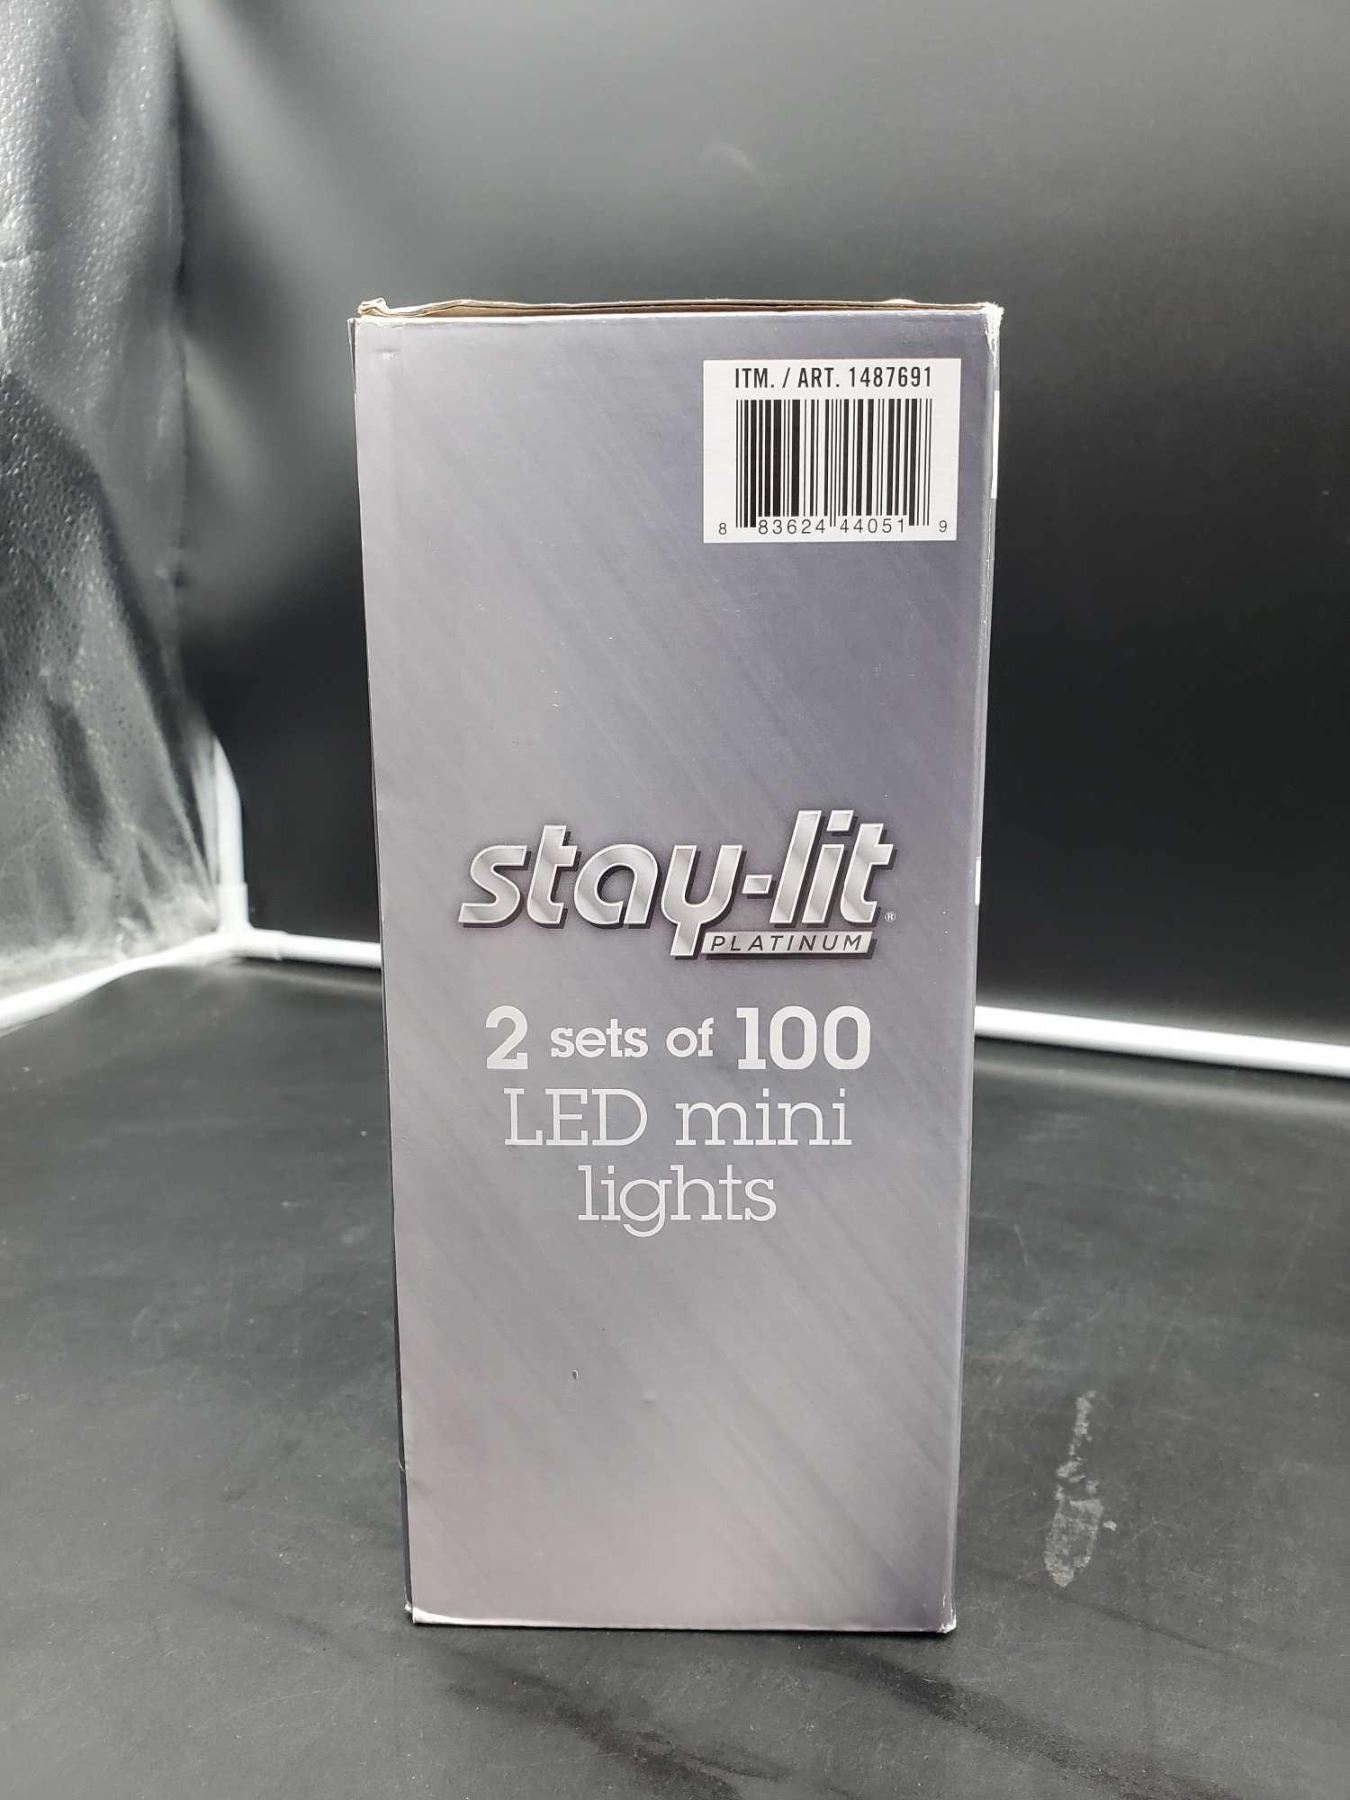 ITM. / ART. 1487691
8 83624 44051 9
stay-lit®
PLATINUM
2 sets of 100
LED mini
lights